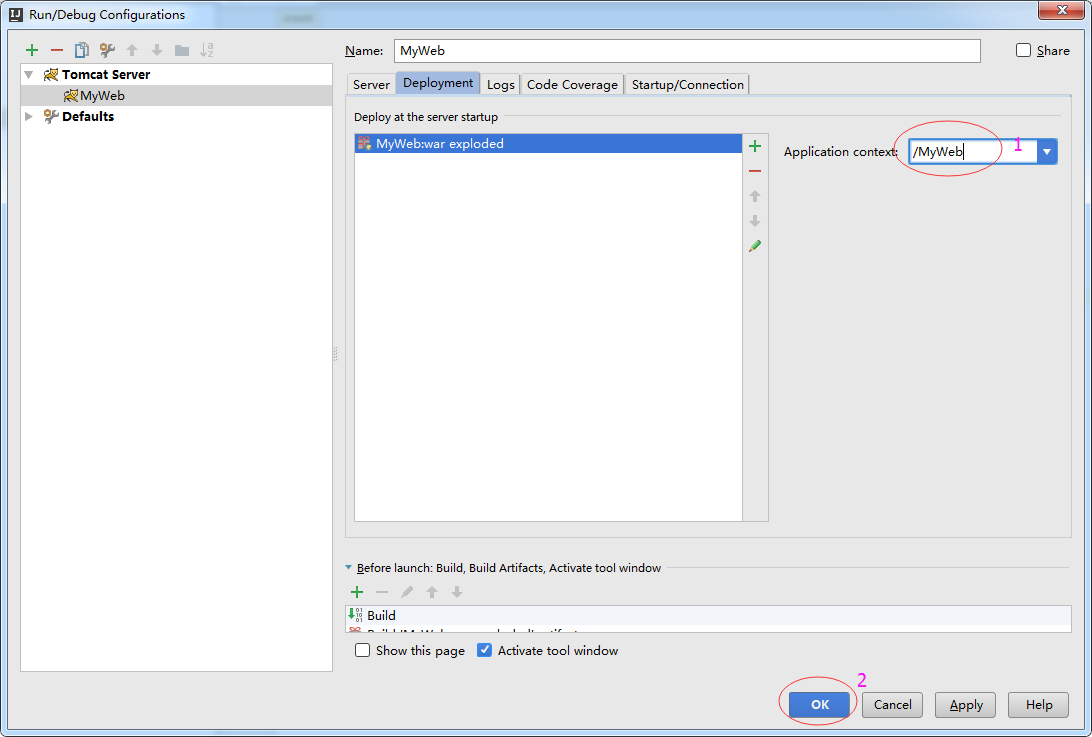 Run/Debug Configurations
Name: MyWeb Share
Tomcat Server
MyWeb
Defaults
Server Deployment Logs Code Coverage Startup/Connection
Deploy at the server startup
MyWeb:war exploded
Application context: /MyWeb 1
Before launch: Build, Build Artifacts, Activate tool window
Build
Show this page Activate tool window
2
OK Cancel Apply Help